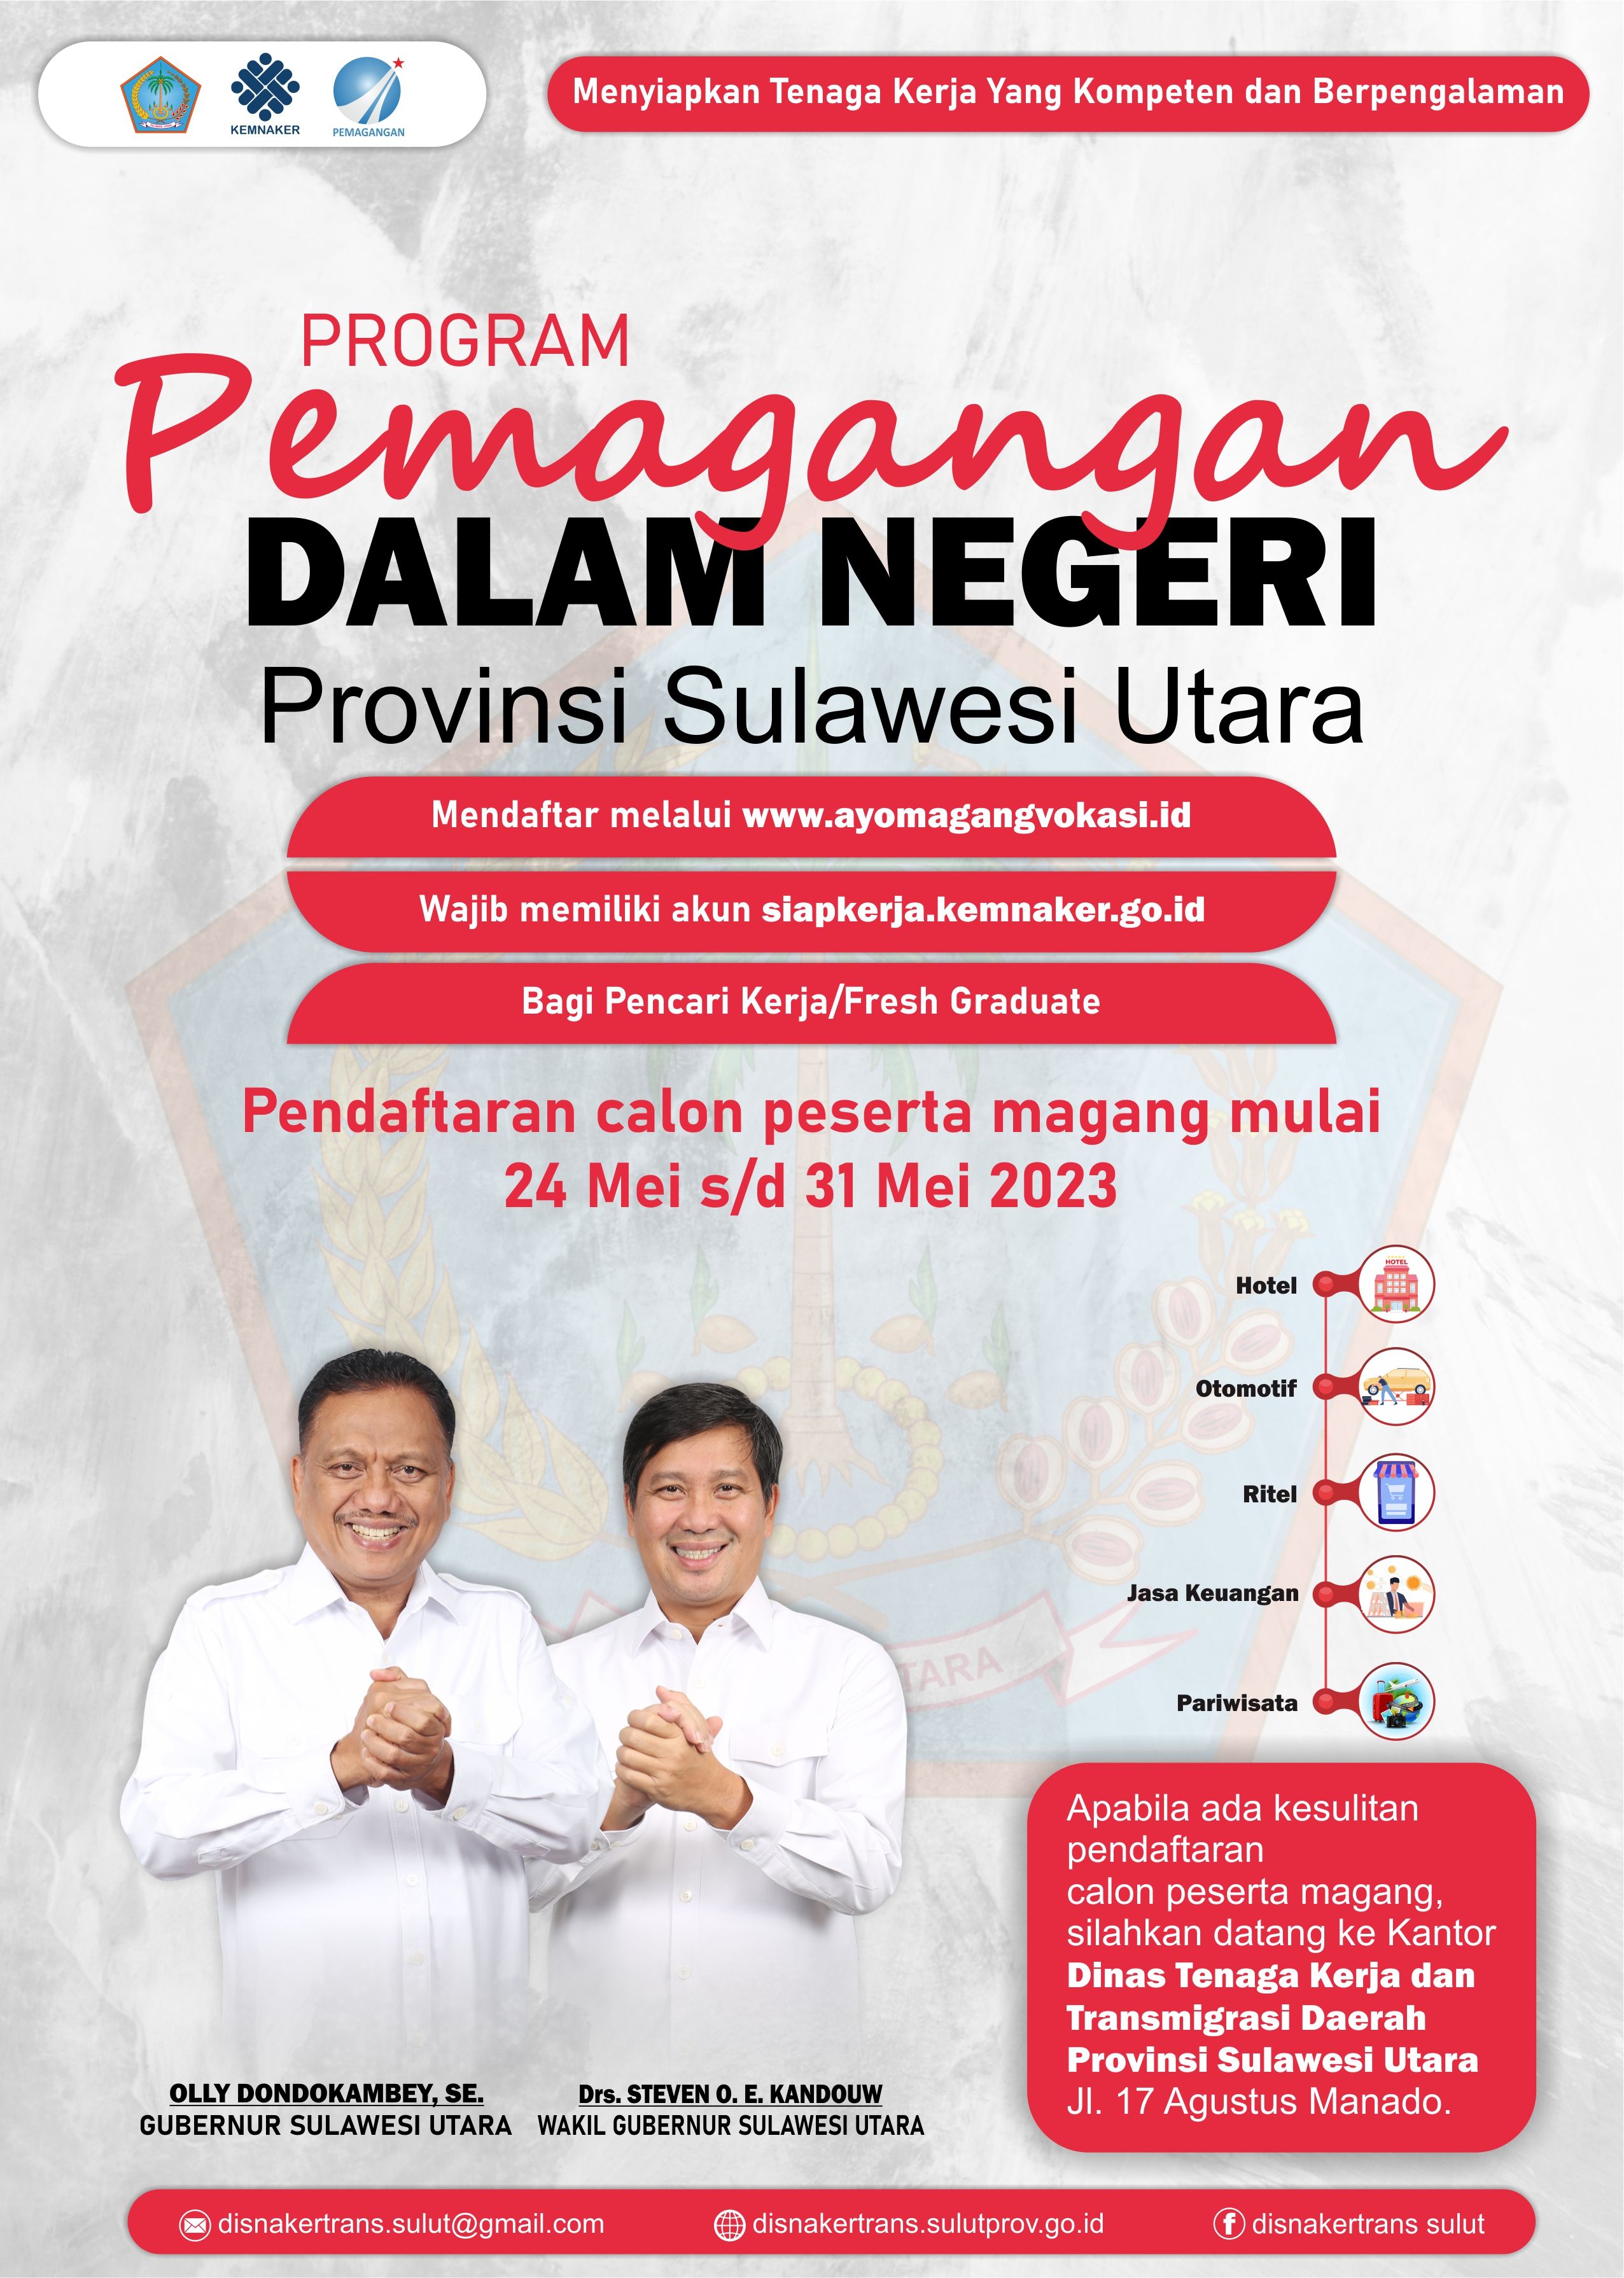 KEMNAKER
PEMAGANGAN
Menyiapkan Tenaga Kerja Yang Kompeten dan Berpengalaman
PROGRAM
Pemagangan
DALAM NEGERI
Provinsi Sulawesi Utara
Mendaftar melalui www.ayomagangvokasi.id
Wajib memiliki akun siapkerja.kemnaker.go.id
Bagi Pencari Kerja/Fresh Graduate
Pendaftaran calon peserta magang mulai
24 Mei s/d 31 Mei 2023
Hotel
HOTEL
Otomotif
Ritel
Jasa Keuangan
Pariwisata
TARA
Apabila ada kesulitan
pendaftaran
calon peserta magang,
silahkan datang ke Kantor
Dinas Tenaga Kerja dan
Transmigrasi Daerah
Provinsi Sulawesi Utara
Jl. 17 Agustus Manado.
OLLY DONDOKAMBEY, SE.
GUBERNUR SULAWESI UTARA
Drs. STEVEN O. E. KANDOUW
WAKIL GUBERNUR SULAWESI UTARA
disnakertrans.sulut@gmail.com
disnakertrans.sulutprov.go.id
disnakertrans sulut